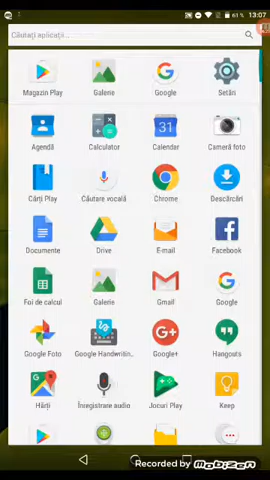 61% 13:07
Căutați aplicații...
Magazin Play Galerie Google Setări
31
Agendă Calculator Calendar Cameră foto
Cărți Play Căutare vocală Chrome Descărcări
Documente Drive E-mail Facebook
Foi de calcul Galerie Gmail Google
Google Foto Google Handwritin.. Google+ Hangouts
Hărți Înregistrare audio Jocuri Play Keep
Recorded by mobizen